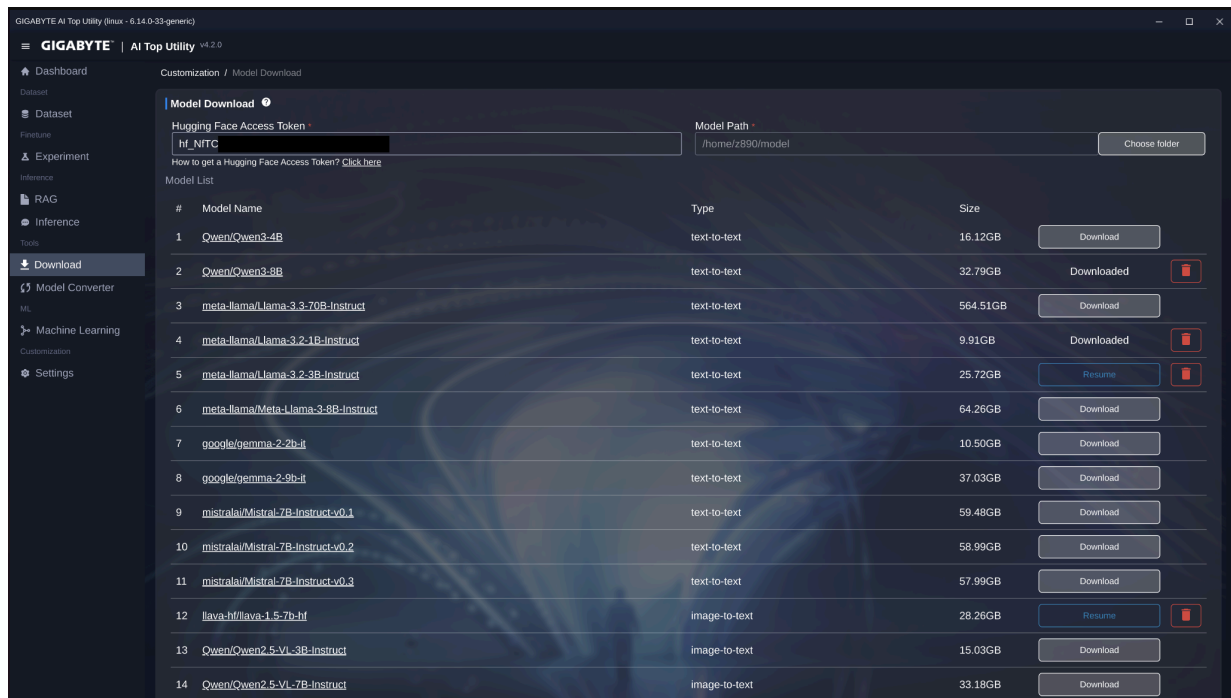 GIGABYTE AI Top Utility (linux - 6.14.0-33-generic)
GIGABYTE™ | AI Top Utility v4.2.0
Dashboard
Dataset
Dataset
Finetune
Experiment
Inference
RAG
Inference
Tools
Download
Model Converter
ML
Machine Learning
Customization
Settings
Customization / Model Download
Model Download
Hugging Face Access Token * Model Path *
hf_NfTC /home/z890/model Choose folder
How to get a Hugging Face Access Token? Click here
Model List
# Model Name Type Size
1 Qwen/Qwen3-4B text-to-text 16.12GB Download
2 Qwen/Qwen3-8B text-to-text 32.79GB Downloaded
3 meta-llama/Llama-3.3-70B-Instruct text-to-text 564.51GB Download
4 meta-llama/Llama-3.2-1B-Instruct text-to-text 9.91GB Downloaded
5 meta-llama/Llama-3.2-3B-Instruct text-to-text 25.72GB Resume
6 meta-llama/Meta-Llama-3-8B-Instruct text-to-text 64.26GB Download
7 google/gemma-2-2b-it text-to-text 10.50GB Download
8 google/gemma-2-9b-it text-to-text 37.03GB Download
9 mistralai/Mistral-7B-Instruct-v0.1 text-to-text 59.48GB Download
10 mistralai/Mistral-7B-Instruct-v0.2 text-to-text 58.99GB Download
11 mistralai/Mistral-7B-Instruct-v0.3 text-to-text 57.99GB Download
12 llava-hf/llava-1.5-7b-hf image-to-text 28.26GB Resume
13 Qwen/Qwen2.5-VL-3B-Instruct image-to-text 15.03GB Download
14 Qwen/Qwen2.5-VL-7B-Instruct image-to-text 33.18GB Download